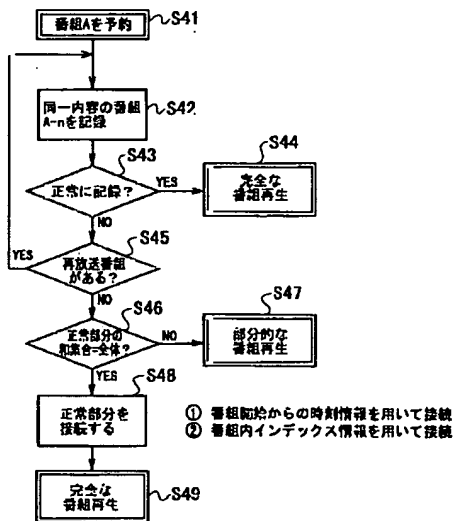 番組Aを予約
S41
同一内容の番組
A-nを記録
S42
S43
正常に記録?
YES
NO
S44
完全な
番組再生
S45
再放送番組
がある?
YES
NO
S46
正常部分の
和集合=全体?
NO
YES
S47
部分的な
番組再生
S48
正常部分を
接続する
① 番組開始からの時刻情報を用いて接続
② 番組内インデックス情報を用いて接続
完全な
番組再生
S49